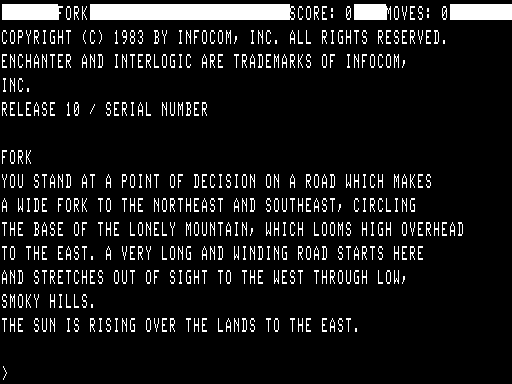 FORK SCORE: 0 MOVES: 0
COPYRIGHT (C) 1983 BY INFOCOM, INC. ALL RIGHTS RESERVED.
ENCHANTER AND INTERLOGIC ARE TRADEMARKS OF INFOCOM,
INC.
RELEASE 10 / SERIAL NUMBER
FORK
YOU STAND AT A POINT OF DECISION ON A ROAD WHICH MAKES
A WIDE FORK TO THE NORTHEAST AND SOUTHEAST, CIRCLING
THE BASE OF THE LONELY MOUNTAIN, WHICH LOOMS HIGH OVERHEAD
TO THE EAST. A VERY LONG AND WINDING ROAD STARTS HERE
AND STRETCHES OUT OF SIGHT TO THE WEST THROUGH LOW,
SMOKY HILLS.
THE SUN IS RISING OVER THE LANDS TO THE EAST.
>